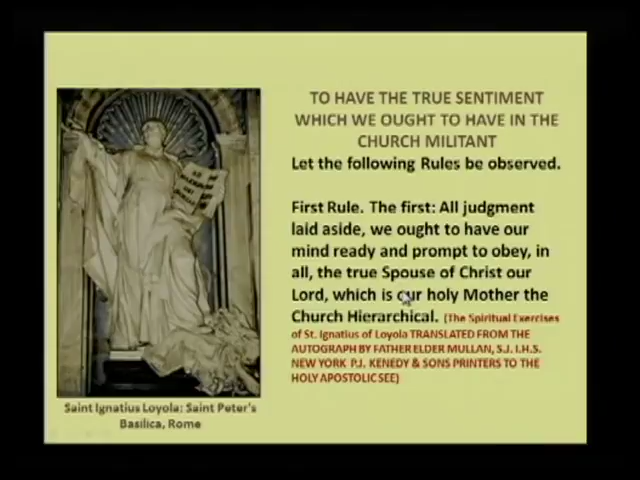 TO HAVE THE TRUE SENTIMENT
WHICH WE OUGHT TO HAVE IN THE
CHURCH MILITANT
Let the following Rules be observed.
First Rule. The first: All judgment
laid aside, we ought to have our
mind ready and prompt to obey, in
all, the true Spouse of Christ our
Lord, which is our holy Mother the
Church Hierarchical. (The Spiritual Exercises
of St. Ignatius of Loyola TRANSLATED FROM THE
AUTOGRAPH BY FATHER ELDER MULLAN, S.J. I.H.S.
NEW YORK P.J. KENEDY & SONS PRINTERS TO THE
HOLY APOSTOLIC SEE)
Saint Ignatius Loyola: Saint Peter's
Basilica, Rome